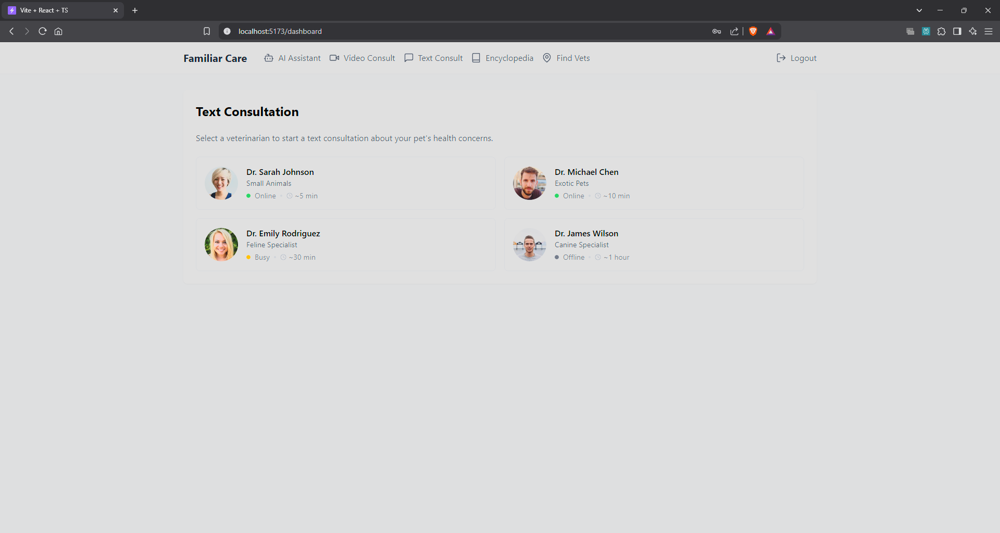 Vite + React + TS
localhost:5173/dashboard
Familiar Care AI Assistant Video Consult Text Consult Encyclopedia Find Vets Logout
Text Consultation
Select a veterinarian to start a text consultation about your pet's health concerns.
Dr. Sarah Johnson
Small Animals
Online • ~5 min
Dr. Michael Chen
Exotic Pets
Online • ~10 min
Dr. Emily Rodriguez
Feline Specialist
Busy • ~30 min
Dr. James Wilson
Canine Specialist
Offline • ~1 hour